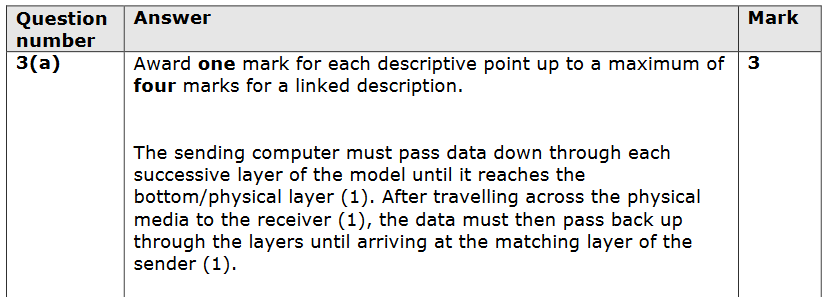 Question number Answer Mark
3(a) Award one mark for each descriptive point up to a maximum of 3
four marks for a linked description.
The sending computer must pass data down through each
successive layer of the model until it reaches the
bottom/physical layer (1). After travelling across the physical
media to the receiver (1), the data must then pass back up
through the layers until arriving at the matching layer of the
sender (1).